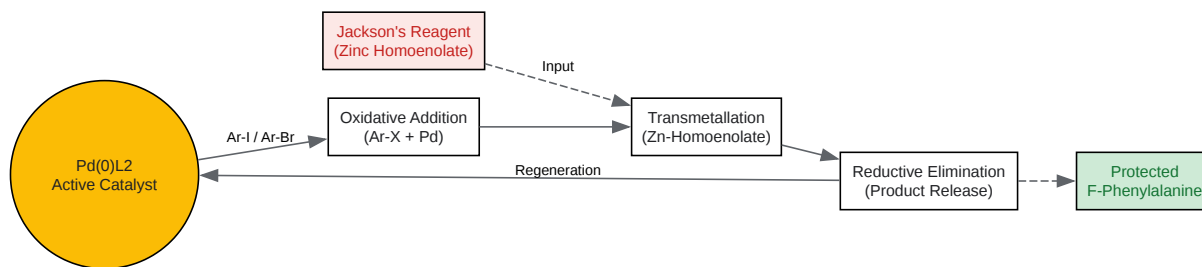 Jackson's Reagent
(Zinc Homoenolate)
Input
Ar-I / Ar-Br
Oxidative Addition
(Ar-X + Pd)
Transmetallation
(Zn-Homoenolate)
Pd(0)L2
Active Catalyst
Regeneration
Reductive Elimination
(Product Release)
Protected
F-Phenylalanine